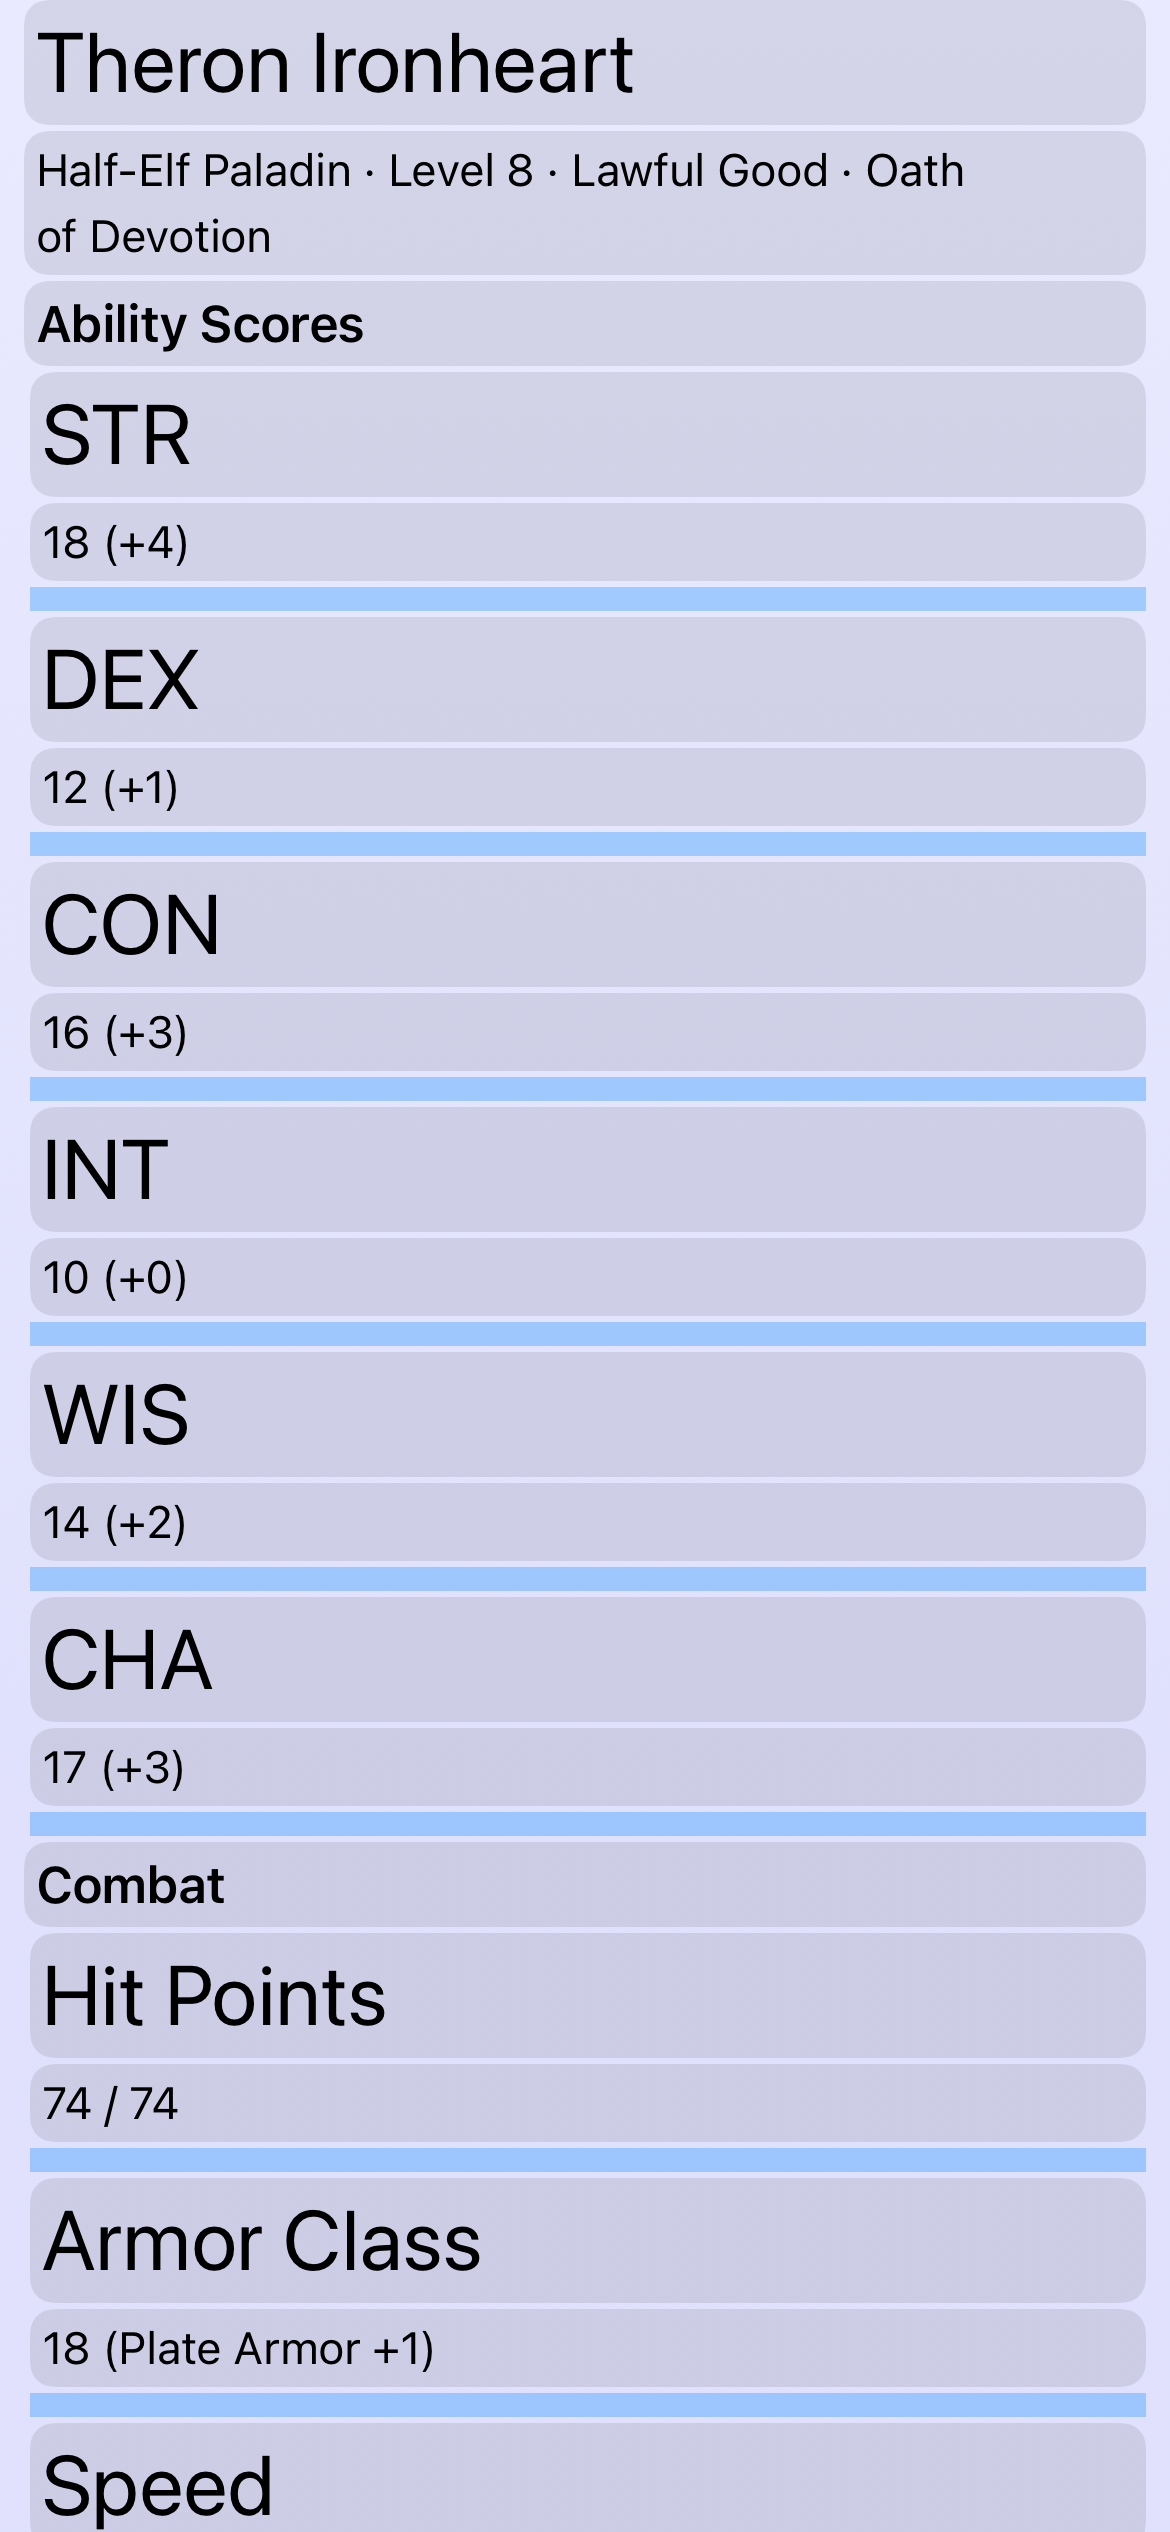 Theron Ironheart
Half-Elf Paladin · Level 8 · Lawful Good · Oath
of Devotion
Ability Scores
STR
18 (+4)
DEX
12 (+1)
CON
16 (+3)
INT
10 (+0)
WIS
14 (+2)
CHA
17 (+3)
Combat
Hit Points
74 / 74
Armor Class
18 (Plate Armor +1)
Speed